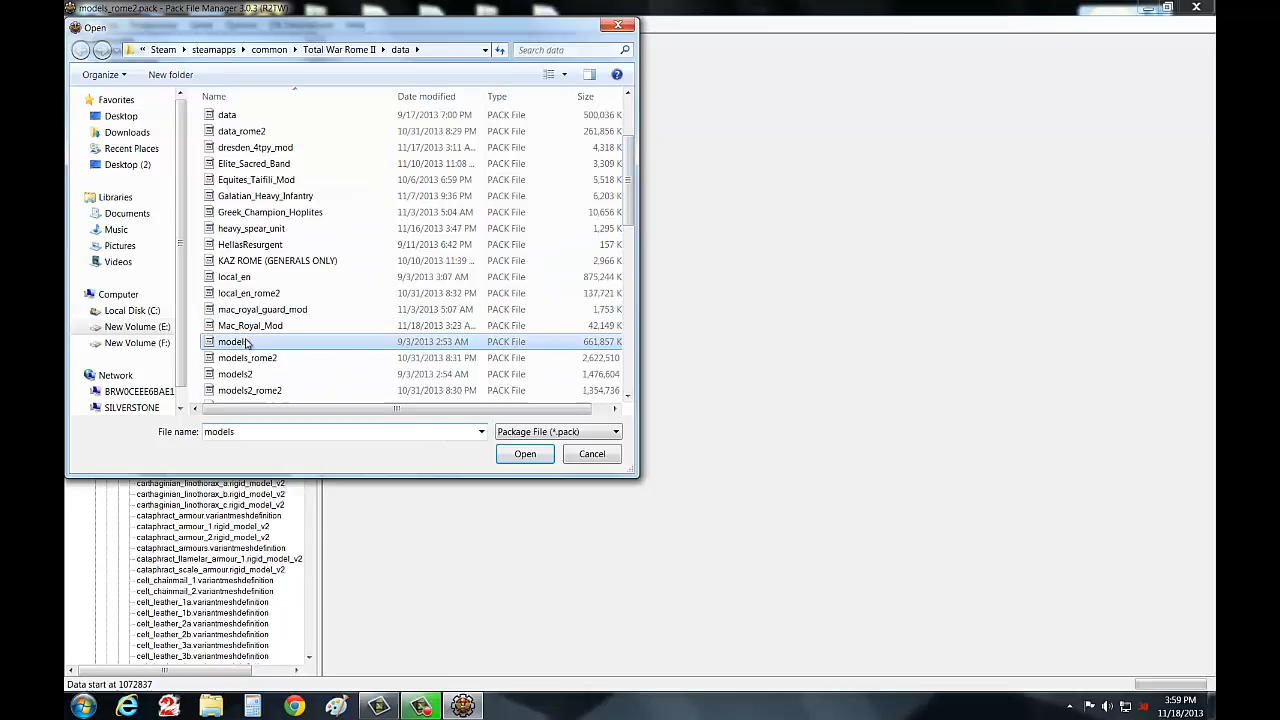 models_rome2.pack - Pack File Manager 3.0.3 (R2TW)
Open
« Steam ▸ steamapps ▸ common ▸ Total War Rome II ▸ data ▸
Search data
Organize
New folder
Name Date modified Type Size
data 9/17/2013 7:00 PM PACK File 500,036 K
data_rome2 10/31/2013 8:29 PM PACK File 261,856 K
dresden_4tpy_mod 11/17/2013 3:11 A... PACK File 4,318 K
Elite_Sacred_Band 11/10/2013 11:08 ... PACK File 3,309 K
Equites_Taifili_Mod 10/6/2013 6:59 PM PACK File 5,518 K
Galatian_Heavy_Infantry 11/7/2013 9:36 PM PACK File 6,203 K
Greek_Champion_Hoplites 11/3/2013 5:04 AM PACK File 10,656 K
heavy_spear_unit 11/16/2013 3:47 PM PACK File 1,295 K
HellasResurgent 9/11/2013 6:42 PM PACK File 157 K
KAZ ROME (GENERALS ONLY) 10/10/2013 11:39 ... PACK File 2,966 K
local_en 9/3/2013 3:07 AM PACK File 875,244 K
local_en_rome2 10/31/2013 8:32 PM PACK File 137,721 K
mac_royal_guard_mod 11/3/2013 5:07 AM PACK File 1,753 K
Mac_Royal_Mod 11/18/2013 3:23 A... PACK File 42,149 K
models 9/3/2013 2:53 AM PACK File 661,857 K
models_rome2 10/31/2013 8:31 PM PACK File 2,622,510
models2 9/3/2013 2:54 AM PACK File 1,476,604
models2_rome2 10/31/2013 8:30 PM PACK File 1,354,736
Favorites
Desktop
Downloads
Recent Places
Desktop (2)
Libraries
Documents
Music
Pictures
Videos
Computer
Local Disk (C:)
New Volume (E:)
New Volume (F:)
Network
BRW0CEEE6BAE1
SILVERSTONE
File name: models
Package File (*.pack)
Open
Cancel
carthaginian_linothorax_a.rigid_model_v2
carthaginian_linothorax_b.rigid_model_v2
carthaginian_linothorax_c.rigid_model_v2
cataphract_armour.variantmeshdefinition
cataphract_armour_1.rigid_model_v2
cataphract_armour_2.rigid_model_v2
cataphract_armours.variantmeshdefinition
cataphract_llamelar_armour_1.rigid_model_v2
cataphract_scale_armour.rigid_model_v2
celt_chainmail_1.variantmeshdefinition
celt_chainmail_2.variantmeshdefinition
celt_leather_1a.variantmeshdefinition
celt_leather_1b.variantmeshdefinition
celt_leather_2a.variantmeshdefinition
celt_leather_2b.variantmeshdefinition
celt_leather_3a.variantmeshdefinition
celt_leather_3b.variantmeshdefinition
Data start at 1072837
3:59 PM
11/18/2013